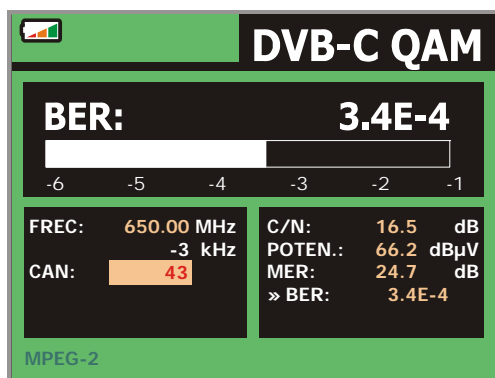 DVB-C QAM
BER: 3.4E-4
-6 -5 -4 -3 -2 -1
FREC: 650.00 MHz
-3 kHz
CAN: 43
C/N: 16.5 dB
POTEN.: 66.2 dBµV
MER: 24.7 dB
» BER: 3.4E-4
MPEG-2